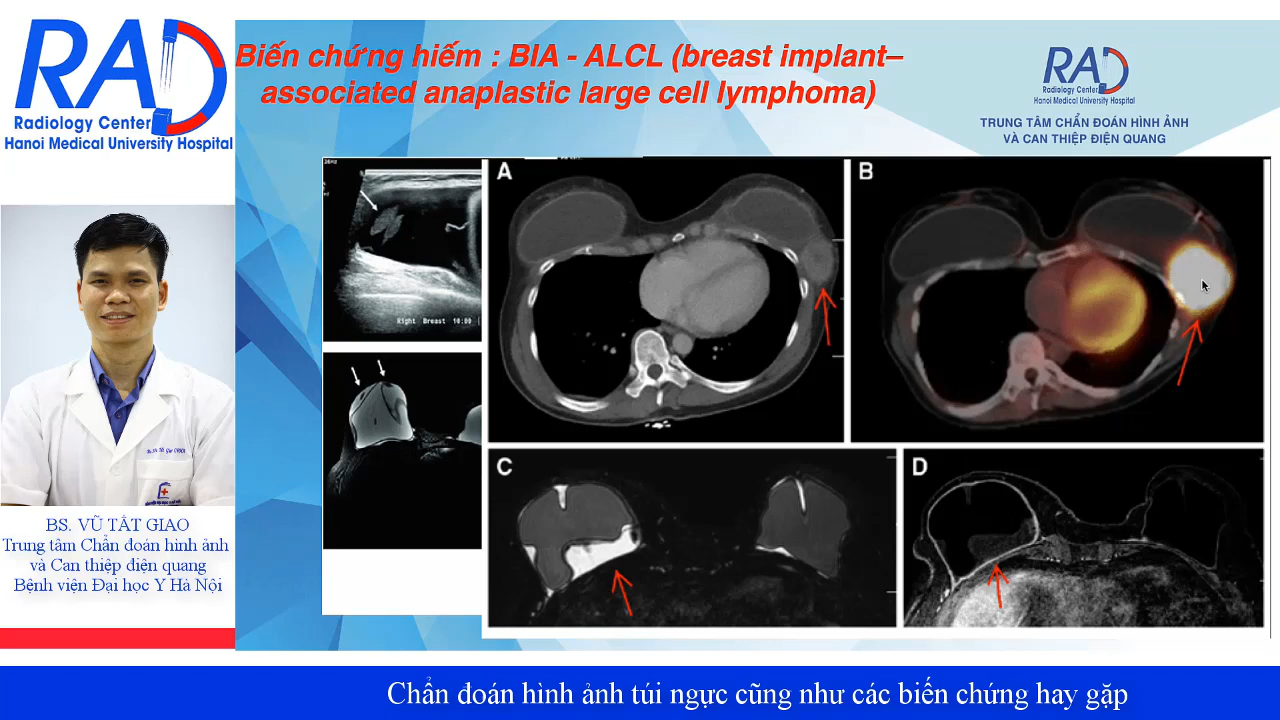 RAD
Radiology Center
Hanoi Medical University Hospital
Biến chứng hiếm : BIA - ALCL (breast implant–
associated anaplastic large cell lymphoma)
RAD
Radiology Center
Hanoi Medical University Hospital
TRUNG TÂM CHẨN ĐOÁN HÌNH ẢNH
VÀ CAN THIỆP ĐIỆN QUANG
A
B
Right Breast 10:00
C
D
BS. VŨ TẤT GIAO
Trung tâm Chẩn đoán hình ảnh
và Can thiệp điện quang
Bệnh viện Đại học Y Hà Nội
Chẩn đoán hình ảnh túi ngực cũng như các biến chứng hay gặp